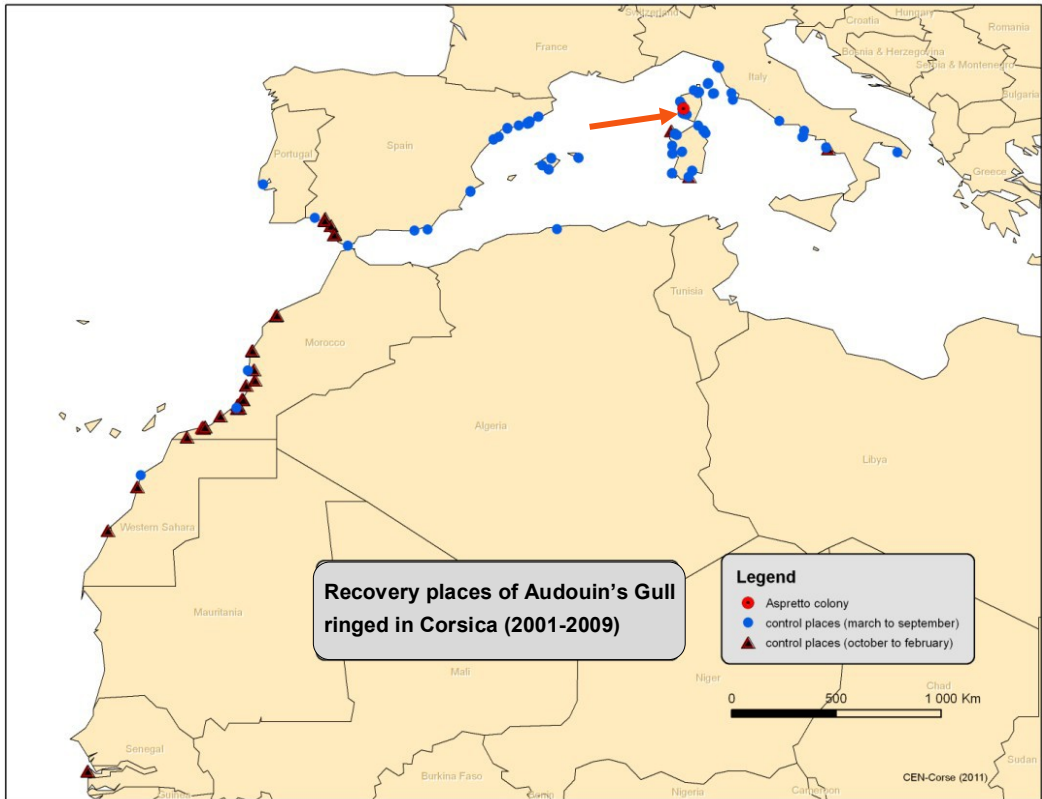 Switzerland
Hungary
Croatia
Romania
France
Bosnia & Herzegovina
Italy
Serbia & Montenegro
Bulgaria
Portugal
Spain
Greece
Tunisia
Morocco
Algeria
Libya
Western Sahara
Recovery places of Audouin’s Gull
ringed in Corsica (2001-2009)
Legend
Aspretto colony
control places (march to september)
control places (october to february)
Mauritania
Mali
Niger
Chad
0 500 1 000 Km
Senegal
Sudan
Burkina Faso
CEN-Corse (2011)
Guinea
Benin
Nigeria
Cameroon